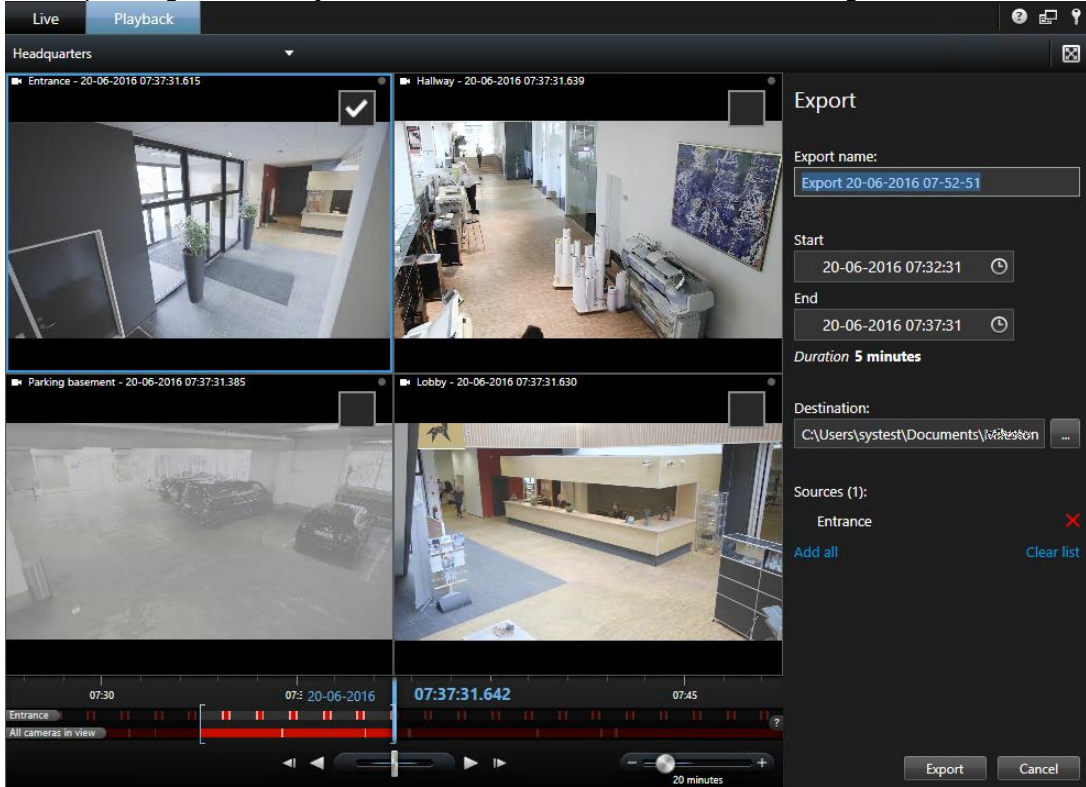 Live Playback
Headquarters
Entrance - 20-06-2016 07:37:31.615
Hallway - 20-06-2016 07:37:31.639
Parking basement - 20-06-2016 07:37:31.385
Lobby - 20-06-2016 07:37:31.630
07:30 07: 20-06-2016 07:37:31.642 07:45
Entrance
All cameras in view
?
20 minutes
Export
Export name:
Export 20-06-2016 07-52-51
Start
20-06-2016 07:32:31
End
20-06-2016 07:37:31
Duration 5 minutes
Destination:
C:\Users\systest\Documents\Mileston
...
Sources (1):
Entrance
Add all Clear list
Export Cancel